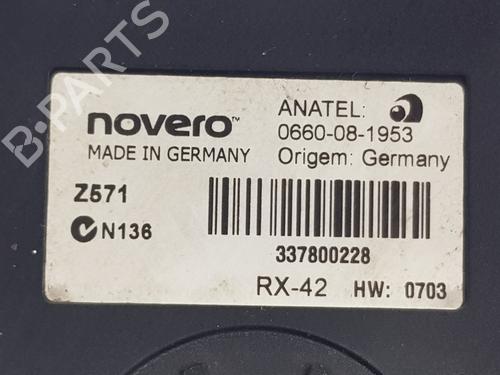 novero™
MADE IN GERMANY
ANATEL:
0660-08-1953
Origem: Germany
Z571
N136
337800228
RX-42 HW: 0703
B-PARTS